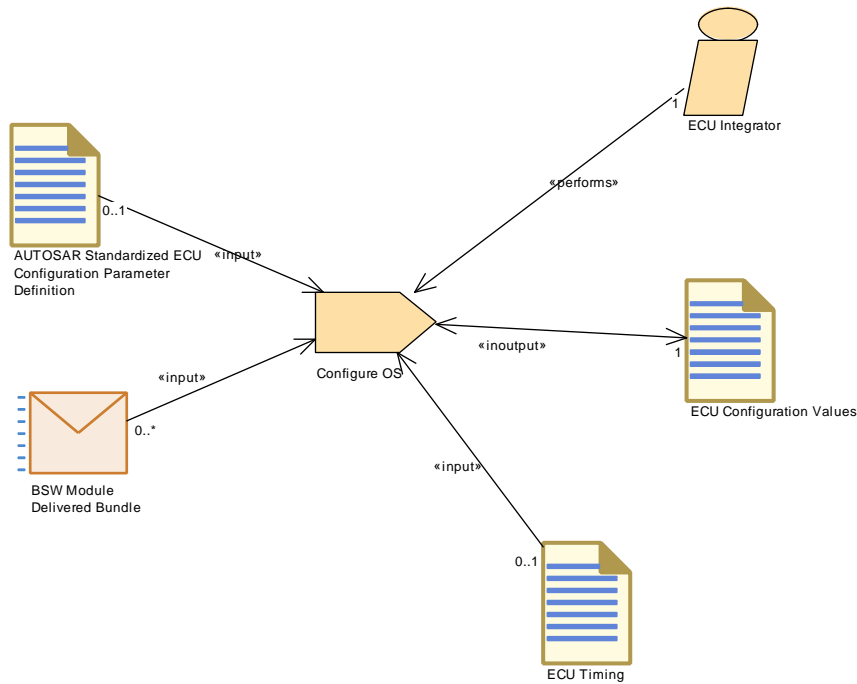 1
ECU Integrator
«performs»
0..1
AUTOSAR Standardized ECU
Configuration Parameter
Definition
«input»
«inoutput»
1
ECU Configuration Values
Configure OS
«input»
0..*
BSW Module
Delivered Bundle
«input»
0..1
ECU Timing